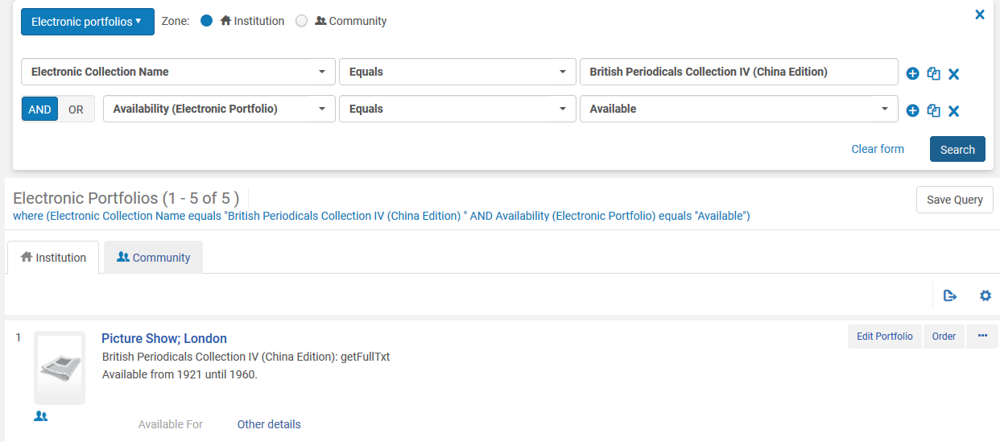 Electronic portfolios Zone: Institution Community
Electronic Collection Name Equals British Periodicals Collection IV (China Edition)
AND OR Availability (Electronic Portfolio) Equals Available
Clear form Search
Electronic Portfolios (1 - 5 of 5 ) Save Query
where (Electronic Collection Name equals "British Periodicals Collection IV (China Edition) " AND Availability (Electronic Portfolio) equals "Available")
Institution Community
1 Picture Show; London Edit Portfolio Order ...
British Periodicals Collection IV (China Edition): getFullTxt
Available from 1921 until 1960.
Available For Other details